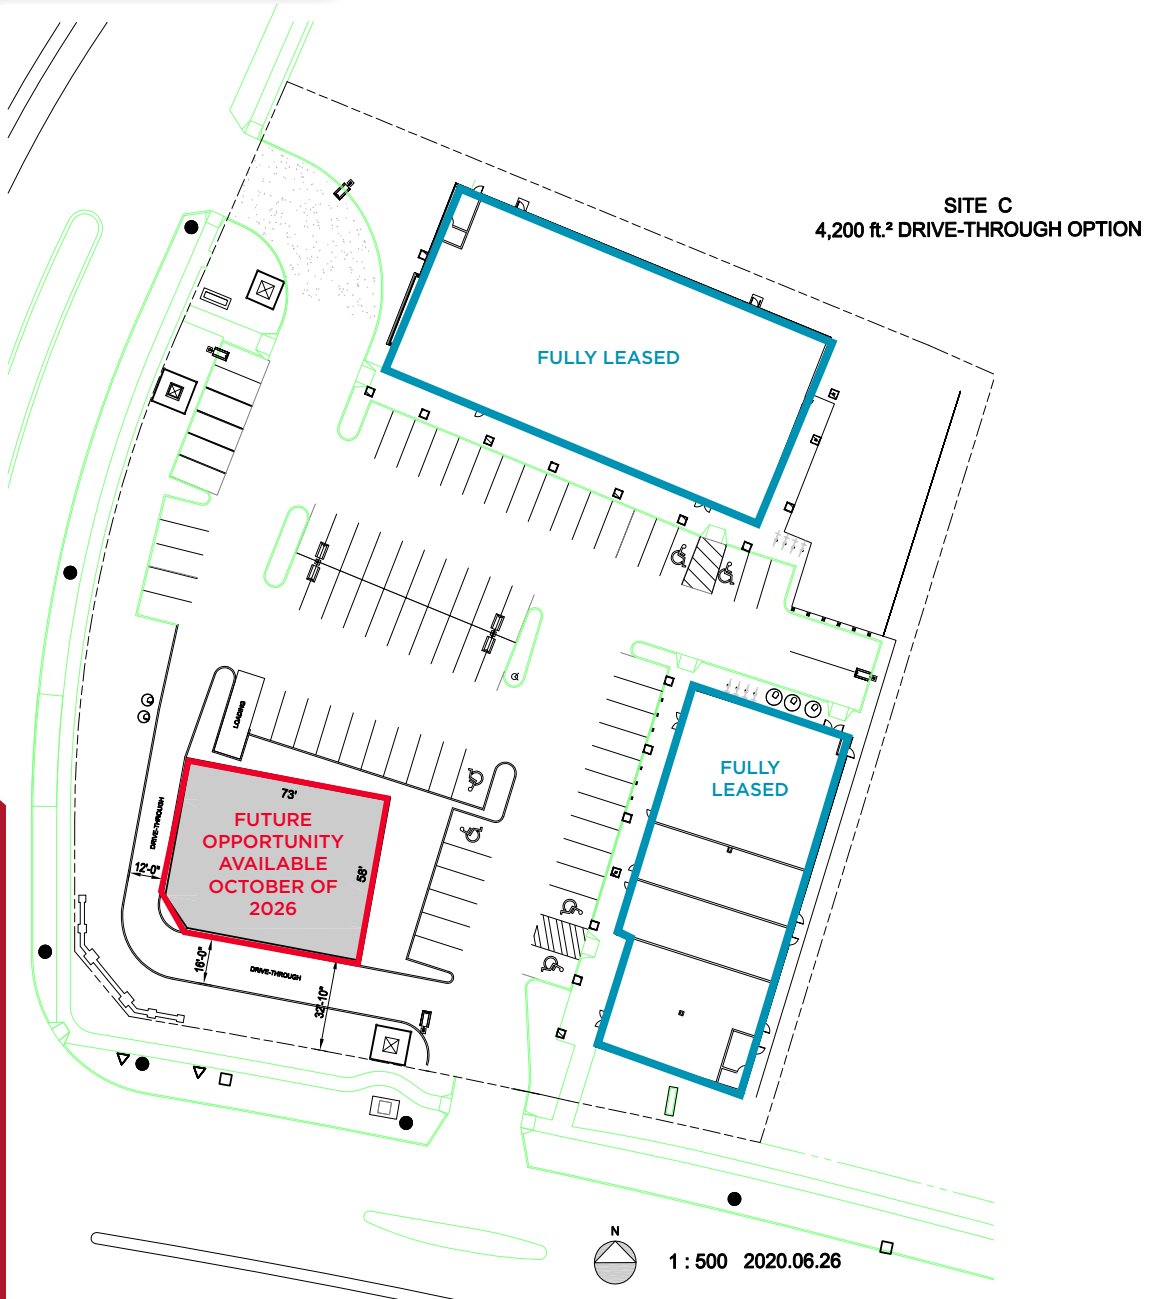 SITE C
4,200 ft.² DRIVE-THROUGH OPTION
FULLY LEASED
LOADING
FULLY
LEASED
73'
FUTURE
OPPORTUNITY
AVAILABLE
OCTOBER OF
2026
58'
DRIVE-THROUGH
12'-0"
16'-0"
DRIVE-THROUGH
32'-10"
N
1 : 500 2020.06.26